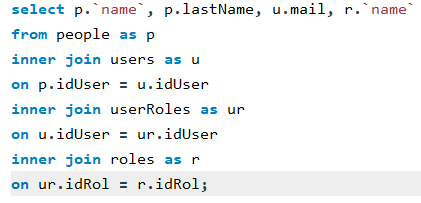 select p.`name`, p.lastName, u.mail, r.`name`
from people as p
inner join users as u
on p.idUser = u.idUser
inner join userRoles as ur
on u.idUser = ur.idUser
inner join roles as r
on ur.idRol = r.idRol;